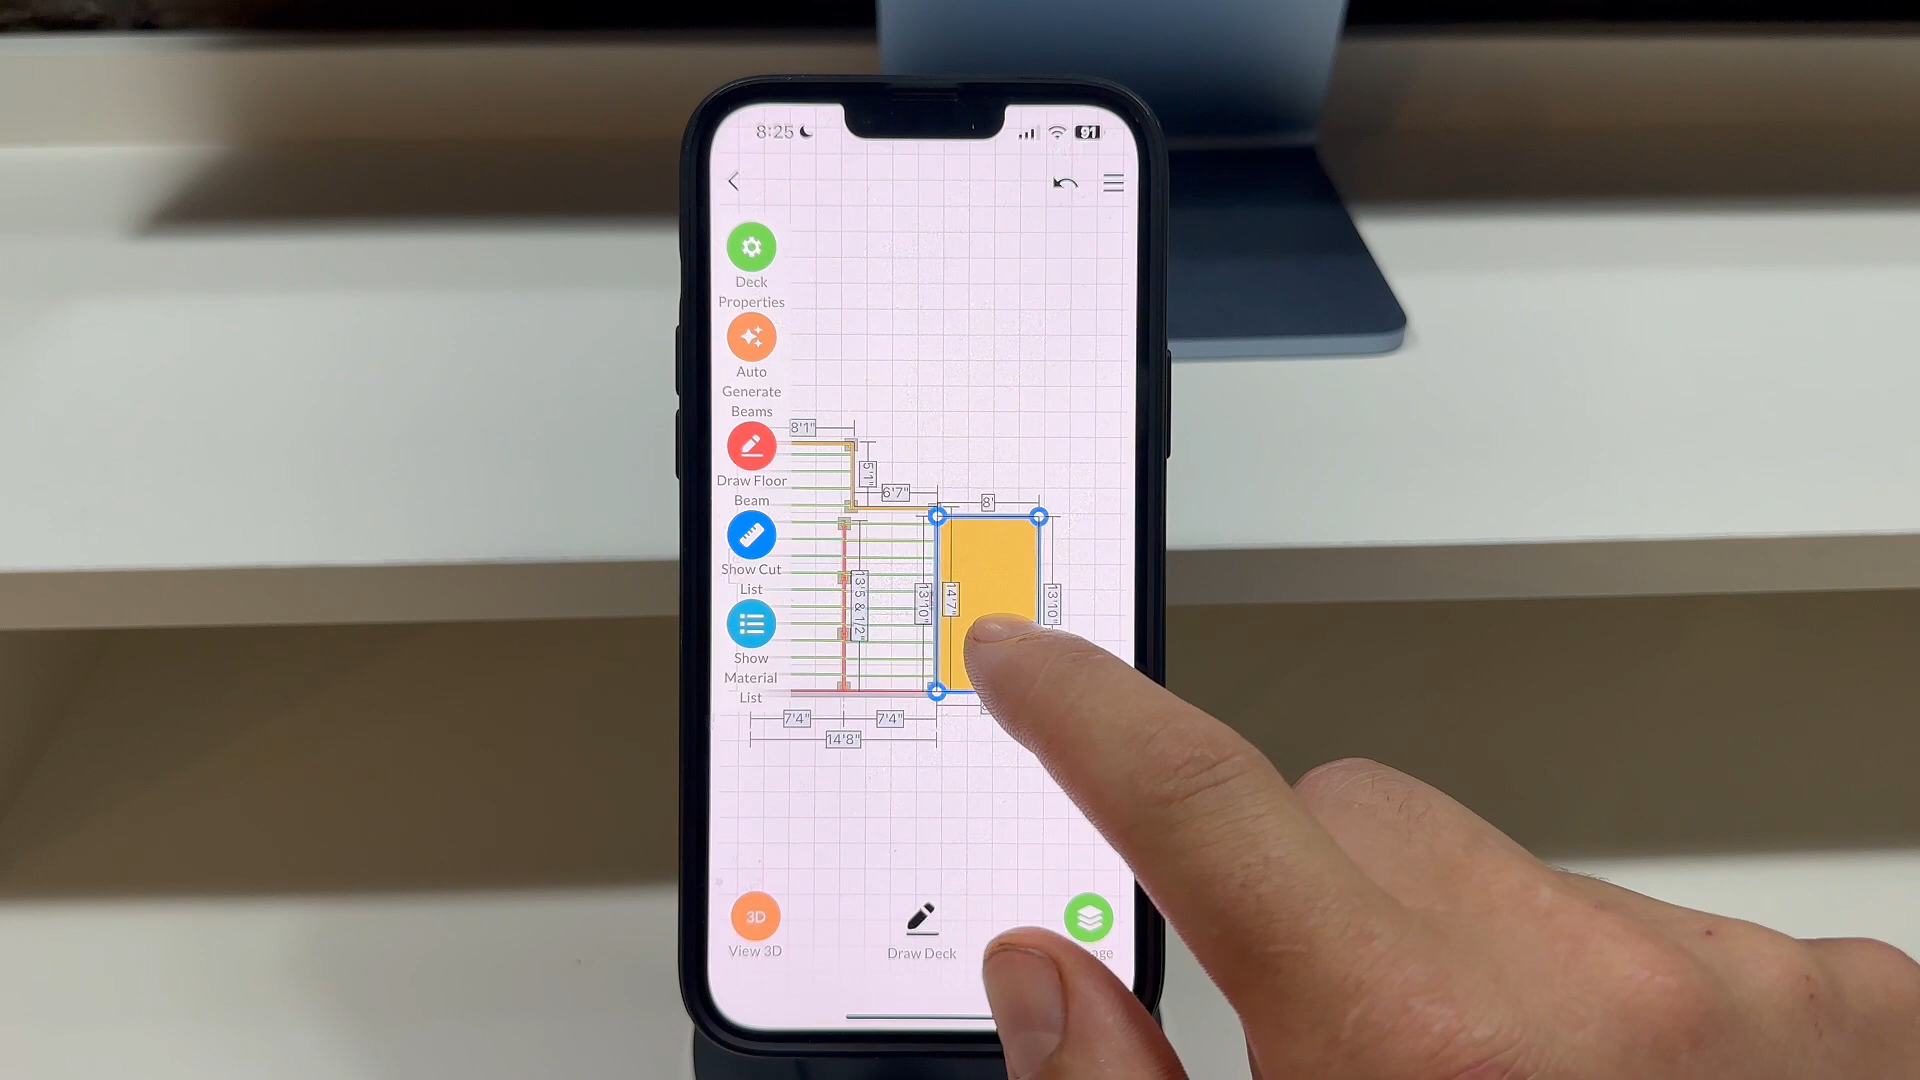 8:25
91
Deck
Properties
Auto
Generate
Beams
8'1"
5'1"
Draw Floor
Beam
6'7"
8'
Show Cut
List
13'5 & 1/2"
13'10"
14'7"
13'10"
Show
Material
List
7'4"
7'4"
14'8"
3D
View 3D
Draw Deck